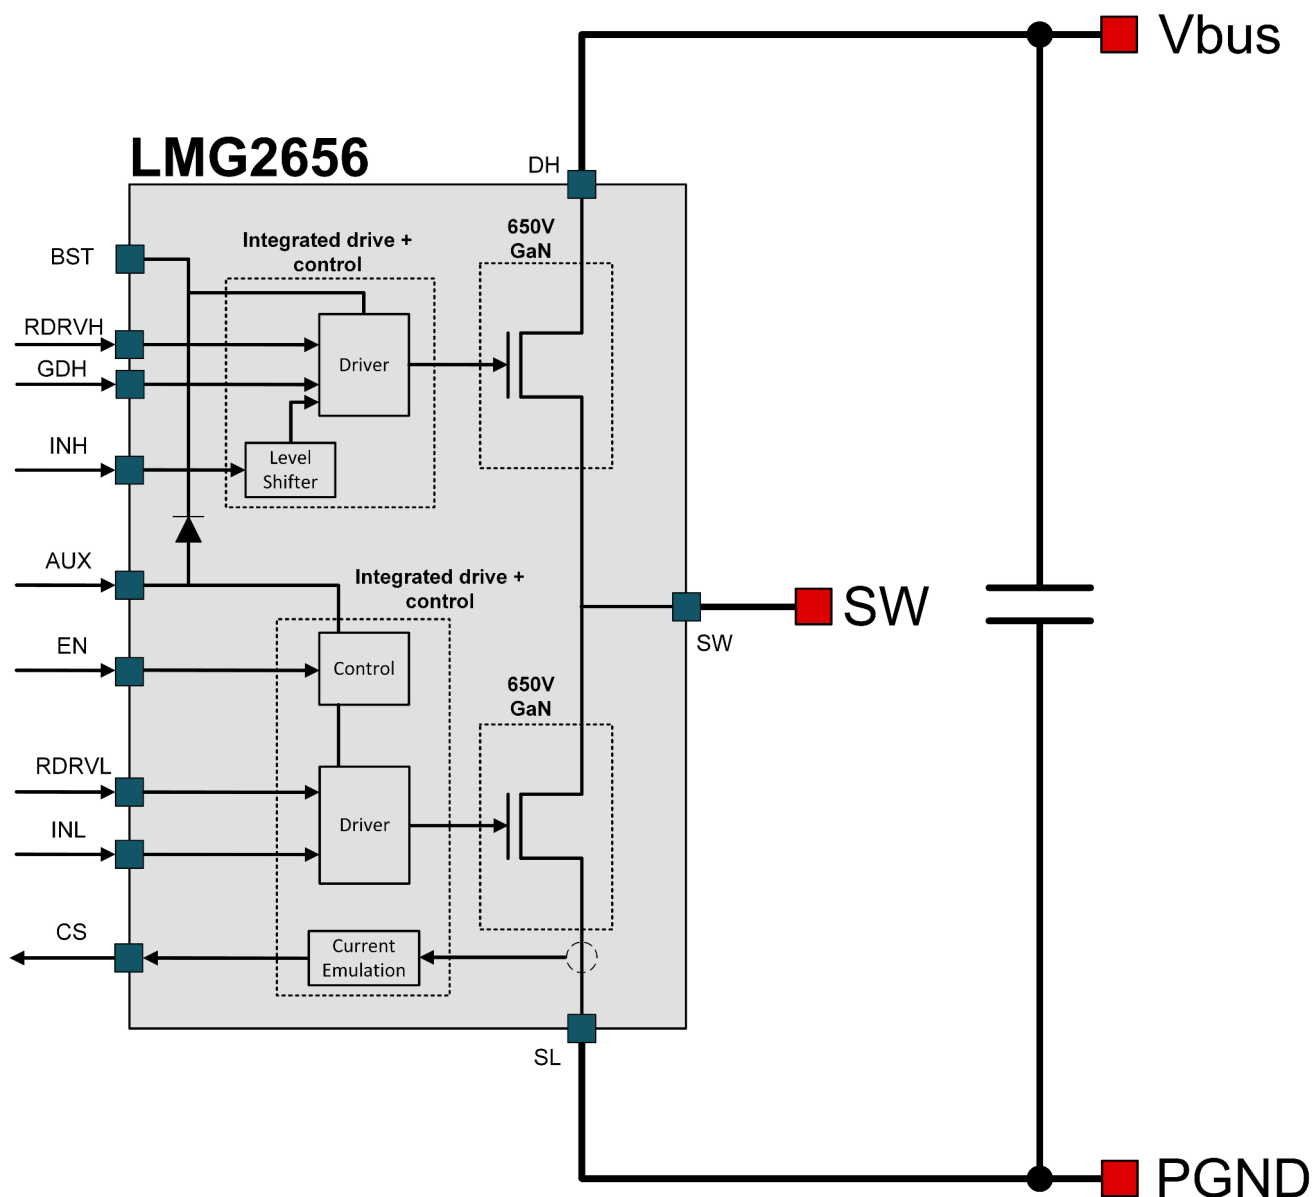 Vbus
LMG2656
DH
650V
GaN
Integrated drive +
control
BST
RDRVH
Driver
GDH
INH
Level
Shifter
AUX
Integrated drive +
control
SW
SW
EN
Control
650V
GaN
RDRVL
Driver
INL
CS
Current
Emulation
SL
PGND